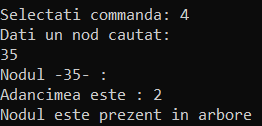 Selectati commanda: 4
Dati un nod cautat:
35
Nodul -35- :
Adancimea este : 2
Nodul este prezent in arbore